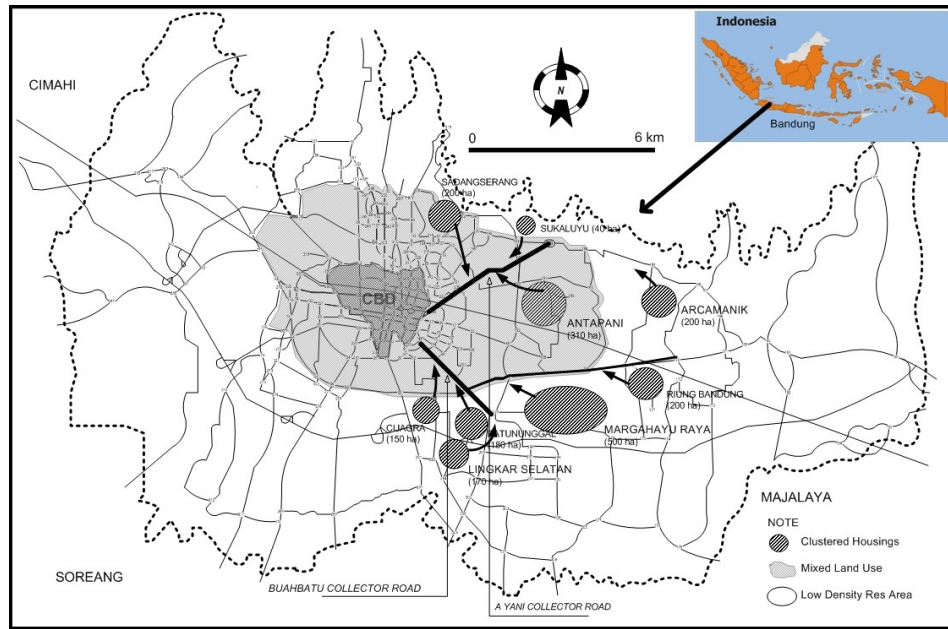 Indonesia
Bandung
CIMAHI
N
0
6 km
SADANGSERANG
(200 ha)
SUKALUYU (40 ha)
CBD
ANTAPANI
(310 ha)
ARCAMANIK
(200 ha)
RIUNG BANDUNG
(200 ha)
MARGAHAYU RAYA
(500 ha)
(150 ha)
(180 ha)
LINGKAR SELATAN
(170 ha)
MAJALAYA
NOTE
Clustered Housings
Mixed Land Use
Low Density Res Area
SOREANG
BUAHBATU COLLECTOR ROAD
A YANI COLLECTOR ROAD